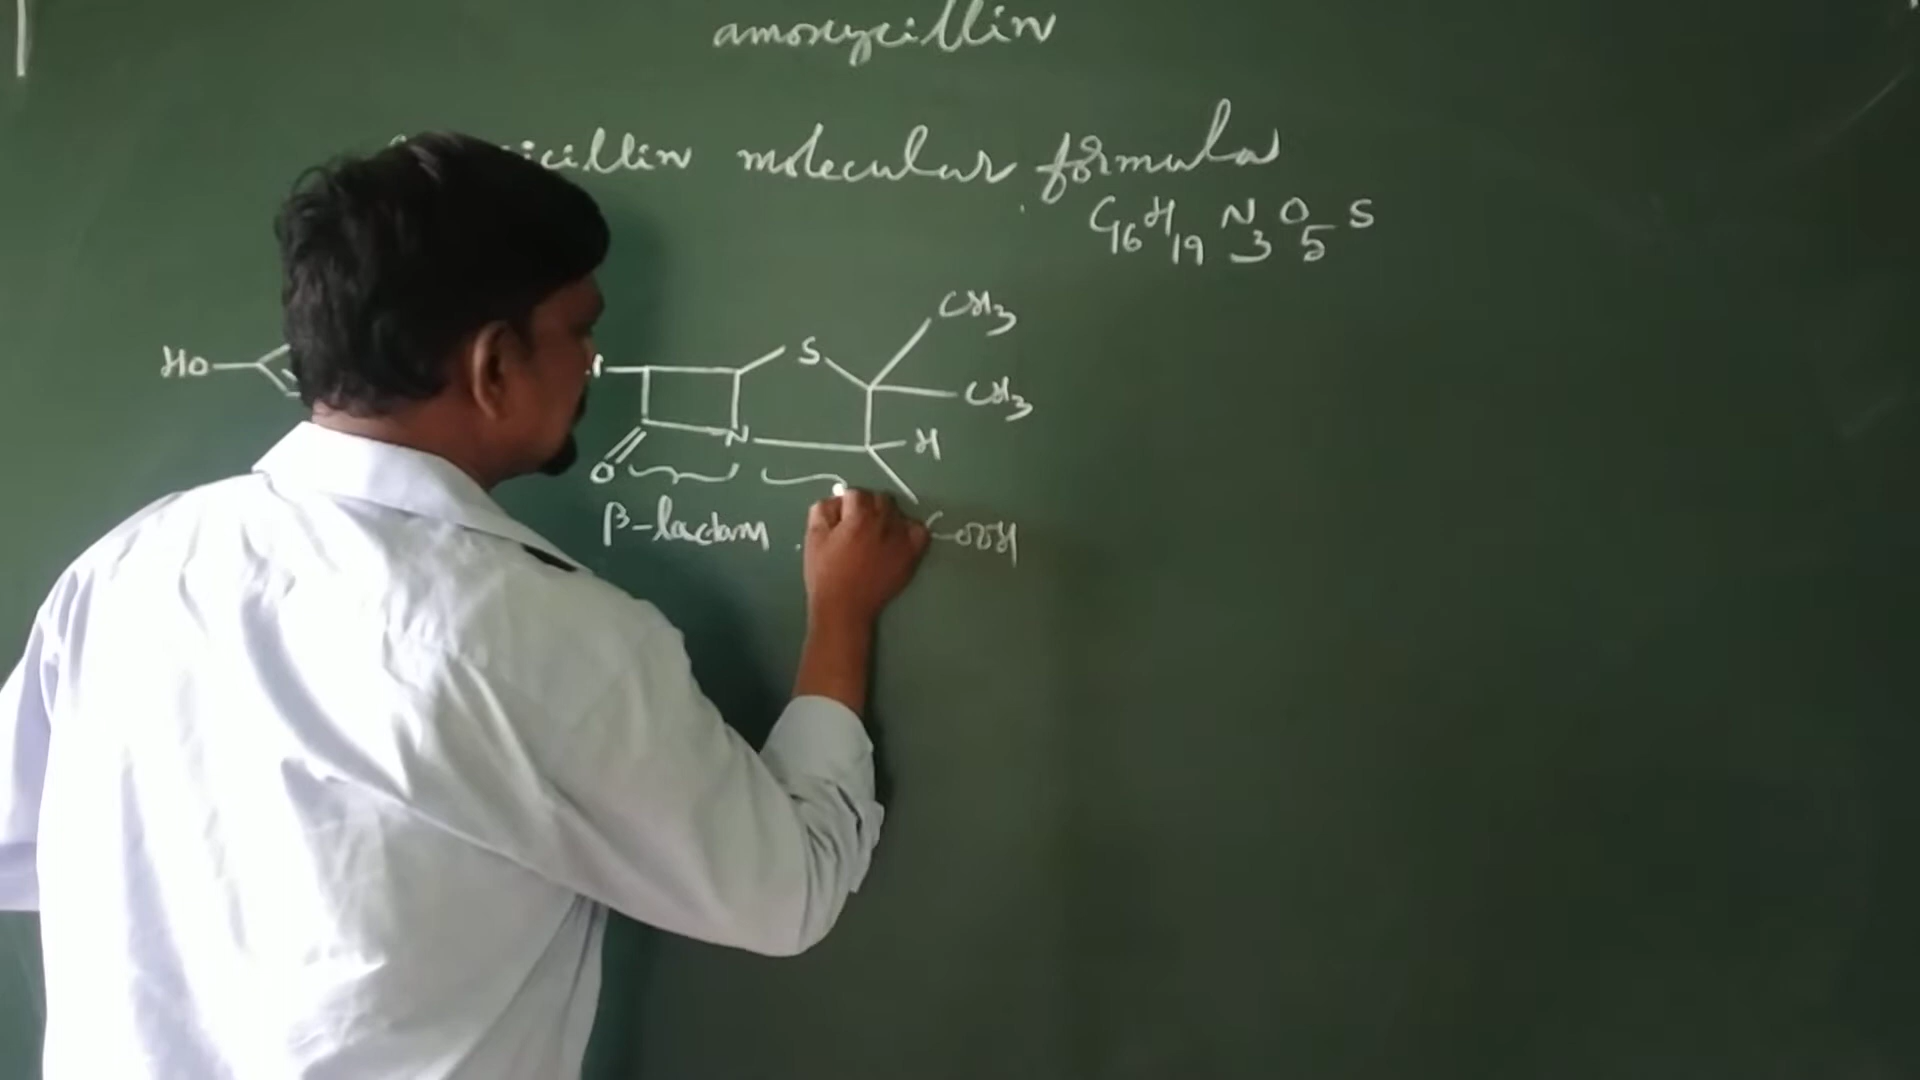 amoxycillin
molecular formula
C16H19N3O5S
CH3
S
HO
CH3
N
H
O
β-lactam
COOH